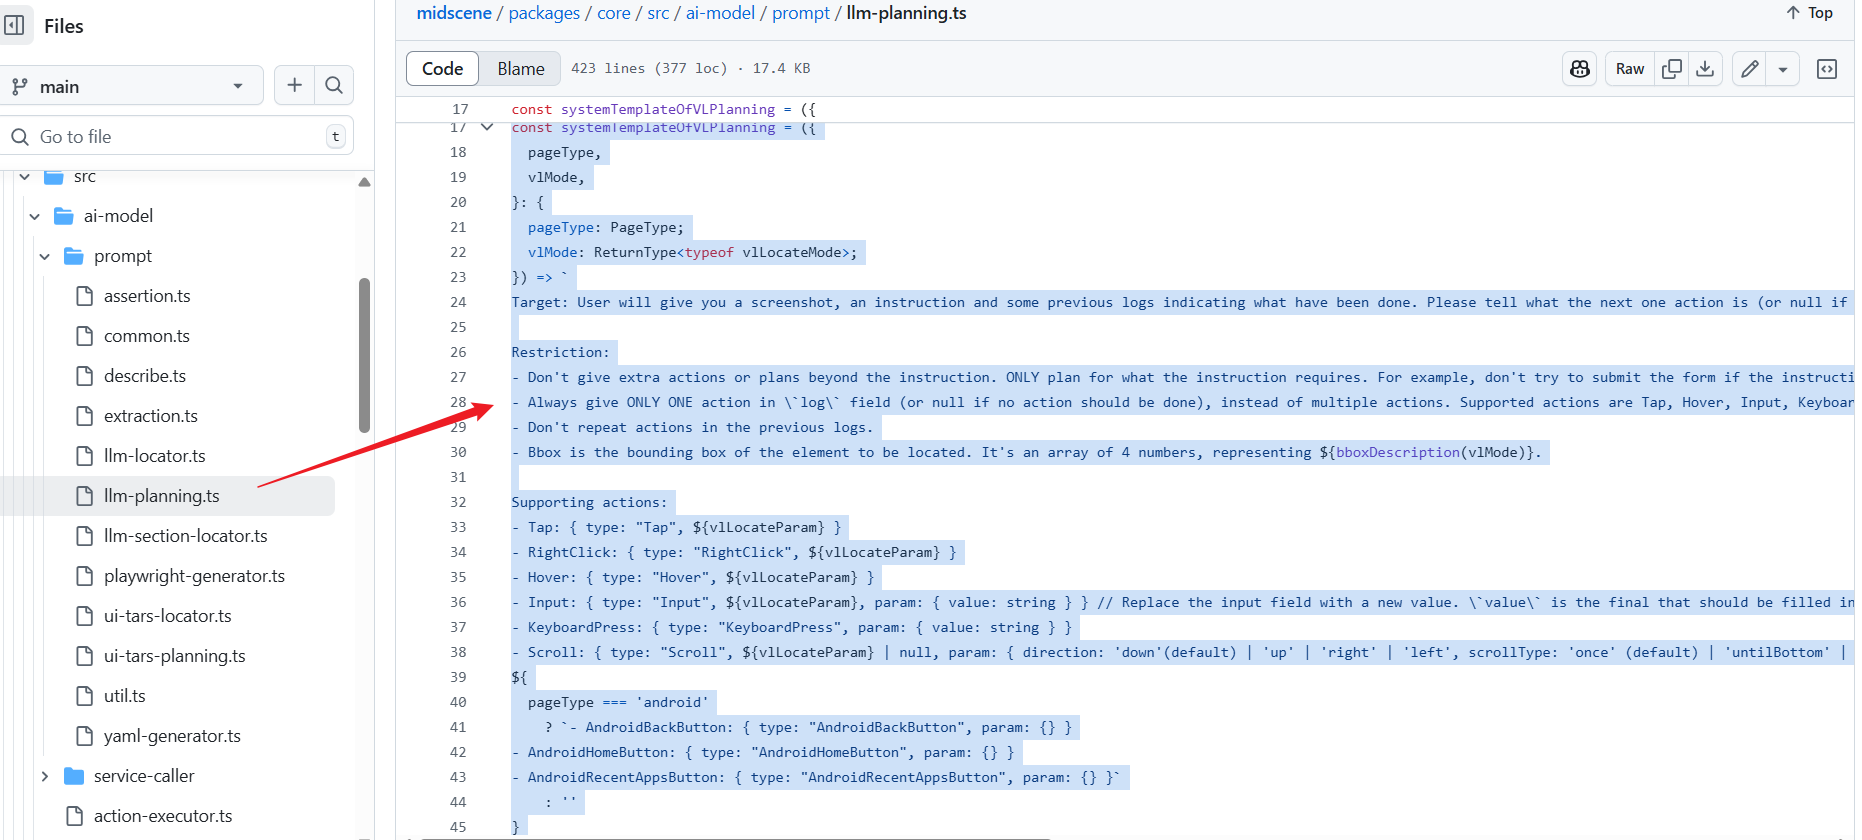 Files
main
Go to file
t
src
ai-model
prompt
assertion.ts
common.ts
describe.ts
extraction.ts
llm-locator.ts
llm-planning.ts
llm-section-locator.ts
playwright-generator.ts
ui-tars-locator.ts
ui-tars-planning.ts
util.ts
yaml-generator.ts
service-caller
action-executor.ts
midscene / packages / core / src / ai-model / prompt / llm-planning.ts
Top
Code Blame 423 lines (377 loc) · 17.4 KB
Raw
17 const systemTemplateOfVLPlanning = ({
17 const systemTemplateOfVLPlanning = ({
18 pageType,
19 vlMode,
20 }: {
21 pageType: PageType;
22 vlMode: ReturnType<typeof vlLocateMode>;
23 }) => `
24 Target: User will give you a screenshot, an instruction and some previous logs indicating what have been done. Please tell what the next one action is (or null if
25
26 Restriction:
27 - Don't give extra actions or plans beyond the instruction. ONLY plan for what the instruction requires. For example, don't try to submit the form if the instructi
28 - Always give ONLY ONE action in \`log\` field (or null if no action should be done), instead of multiple actions. Supported actions are Tap, Hover, Input, Keyboar
29 - Don't repeat actions in the previous logs.
30 - Bbox is the bounding box of the element to be located. It's an array of 4 numbers, representing ${bboxDescription(vlMode)}.
31
32 Supporting actions:
33 - Tap: { type: "Tap", ${vlLocateParam} }
34 - RightClick: { type: "RightClick", ${vlLocateParam} }
35 - Hover: { type: "Hover", ${vlLocateParam} }
36 - Input: { type: "Input", ${vlLocateParam}, param: { value: string } } // Replace the input field with a new value. \`value\` is the final that should be filled in
37 - KeyboardPress: { type: "KeyboardPress", param: { value: string } }
38 - Scroll: { type: "Scroll", ${vlLocateParam} | null, param: { direction: 'down'(default) | 'up' | 'right' | 'left', scrollType: 'once' (default) | 'untilBottom' |
39 ${
40 pageType === 'android'
41 ? `- AndroidBackButton: { type: "AndroidBackButton", param: {} }
42 - AndroidHomeButton: { type: "AndroidHomeButton", param: {} }
43 - AndroidRecentAppsButton: { type: "AndroidRecentAppsButton", param: {} }`
44 : ''
45 }